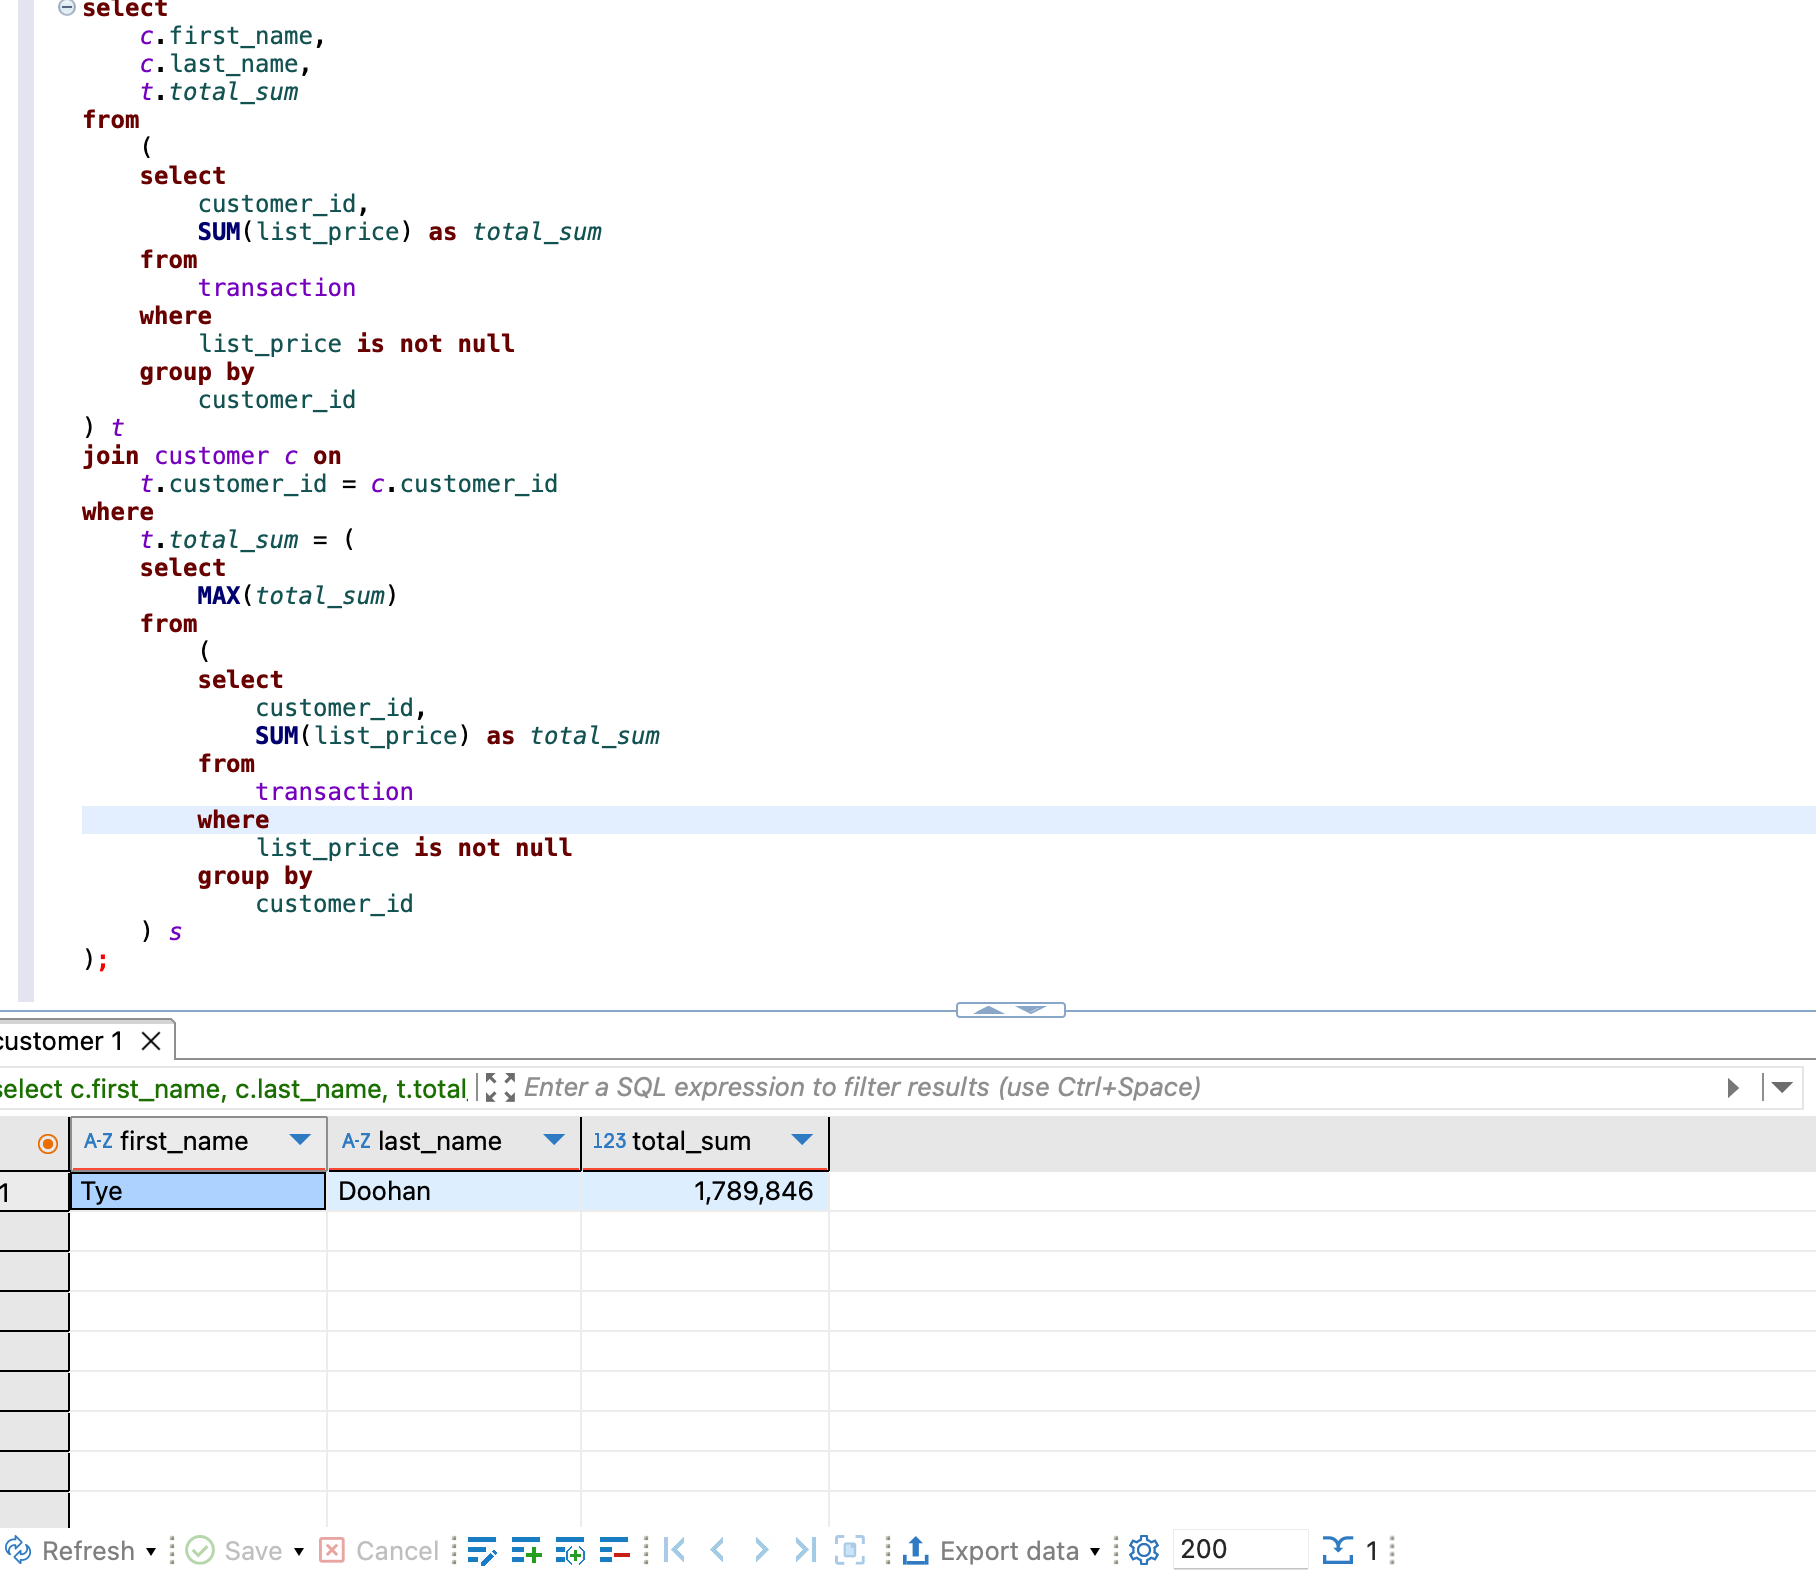 select
c.first_name,
c.last_name,
t.total_sum
from
(
select
customer_id,
SUM(list_price) as total_sum
from
transaction
where
list_price is not null
group by
customer_id
) t
join customer c on
t.customer_id = c.customer_id
where
t.total_sum = (
select
MAX(total_sum)
from
(
select
customer_id,
SUM(list_price) as total_sum
from
transaction
where
list_price is not null
group by
customer_id
) s
);
customer 1
select c.first_name, c.last_name, t.total_ Enter a SQL expression to filter results (use Ctrl+Space)
A-Z first_name A-Z last_name 123 total_sum
1 Tye Doohan 1,789,846
Refresh Save Cancel Export data 200 1